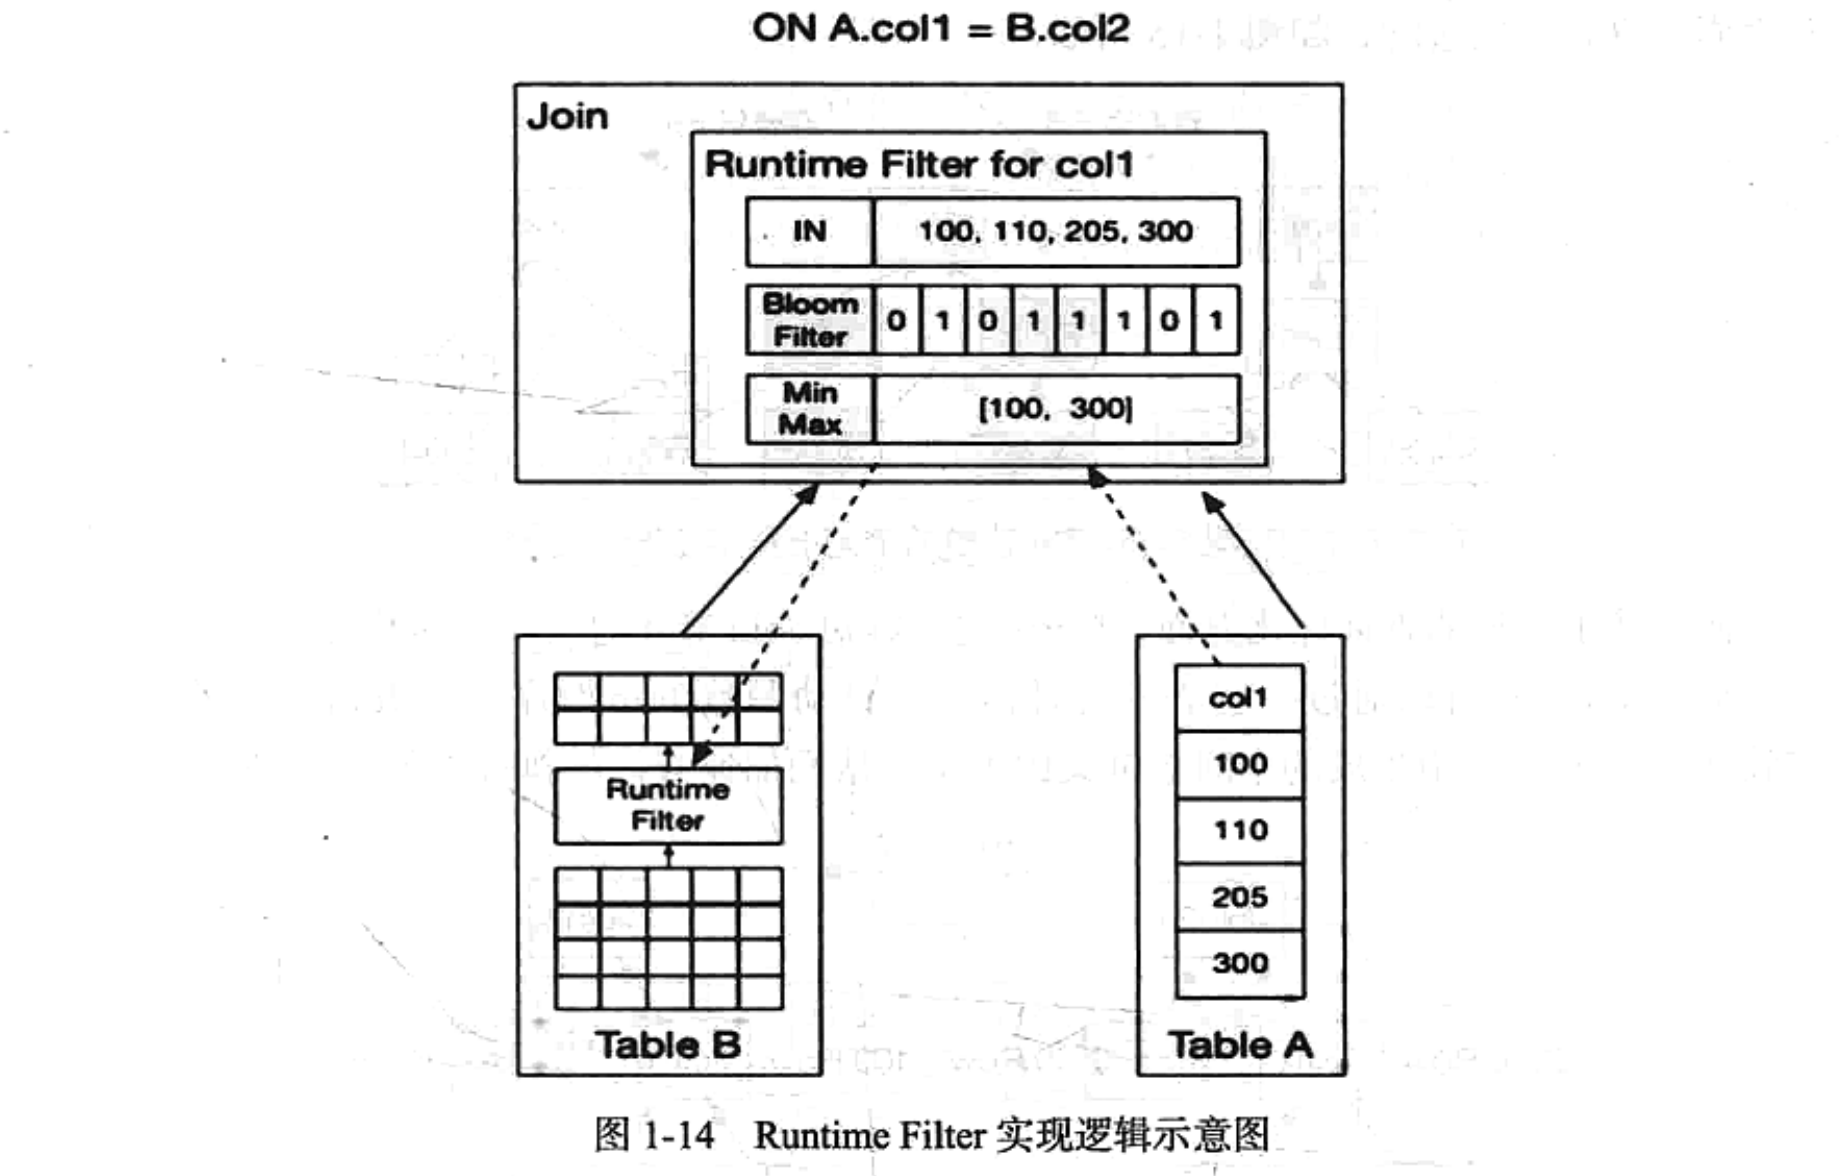 ON A.col1 = B.col2
Join
Runtime Filter for col1
IN
100, 110, 205, 300
Bloom
Filter
0 1 0 1 1 1 0 1
Min
Max
[100, 300]
Runtime
Filter
Table B
col1
100
110
205
300
Table A
图 1-14 Runtime Filter 实现逻辑示意图